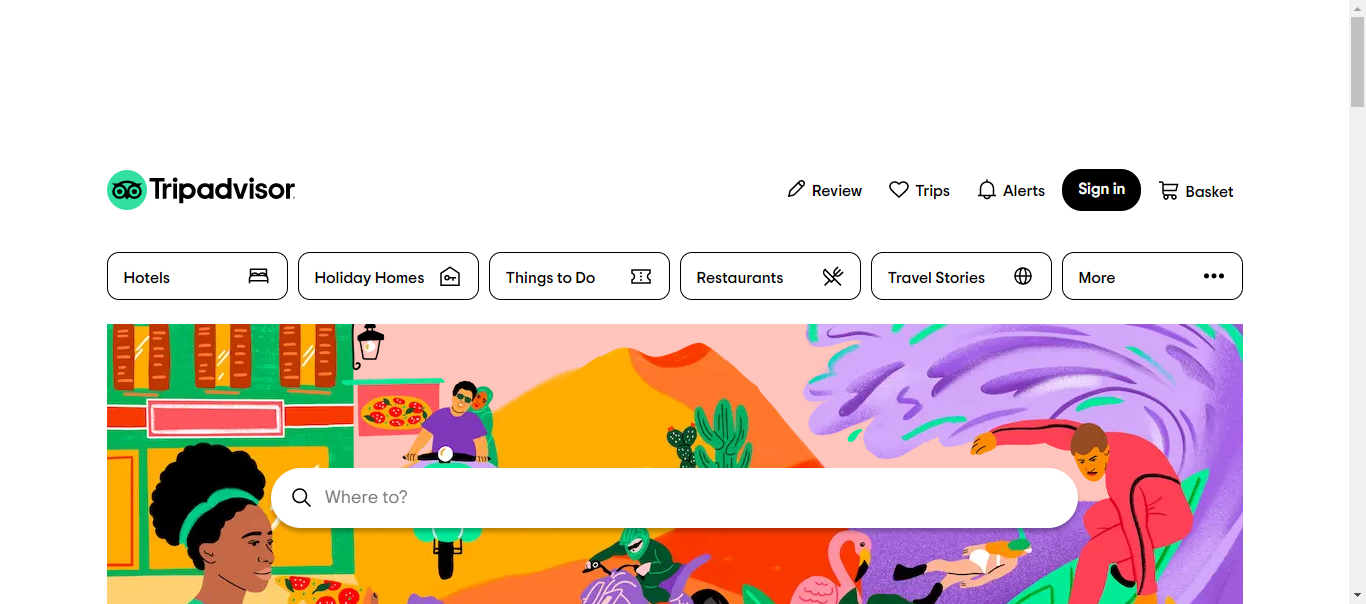 Tripadvisor
Review
Trips
Alerts
Sign in
Basket
Hotels
Holiday Homes
Things to Do
Restaurants
Travel Stories
More
Where to?